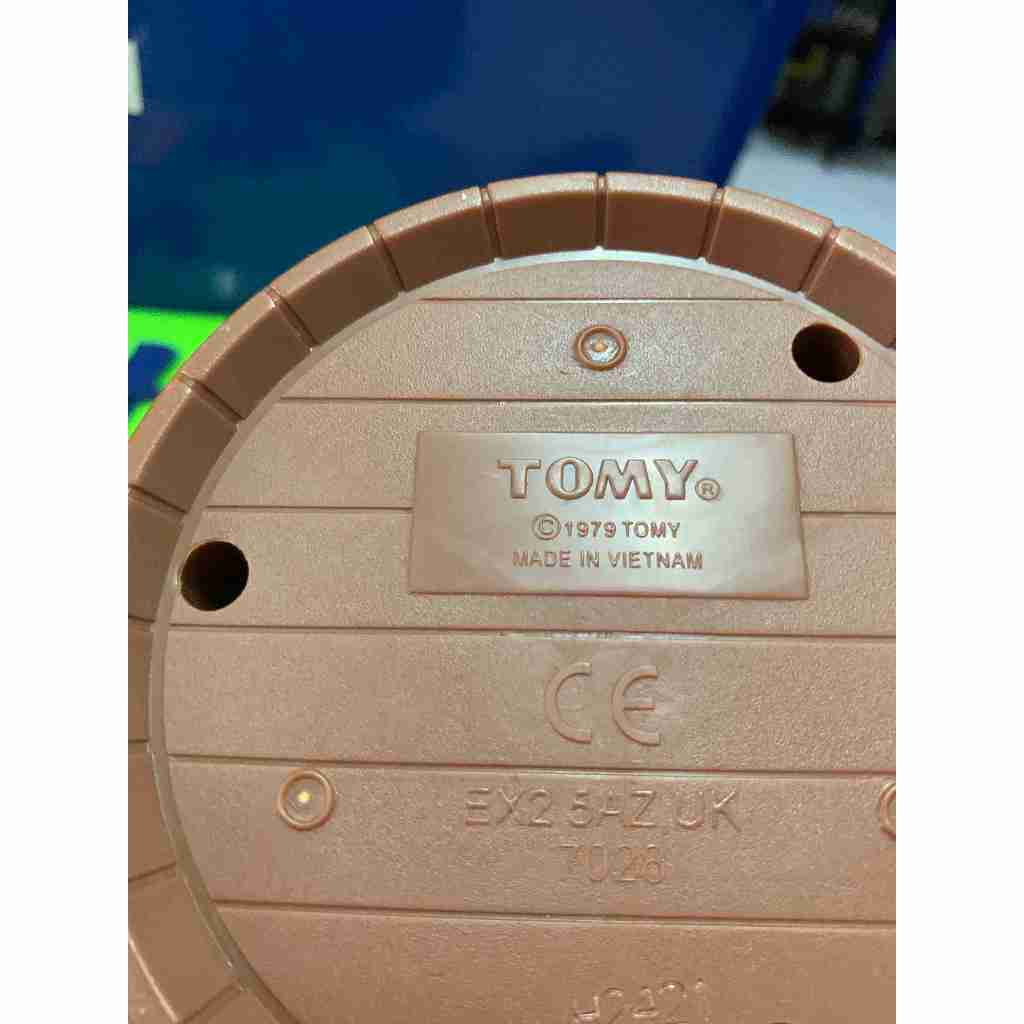 TOMY®
© 1979 TOMY
MADE IN VIETNAM
CE
EX2 5AZ, UK
7028